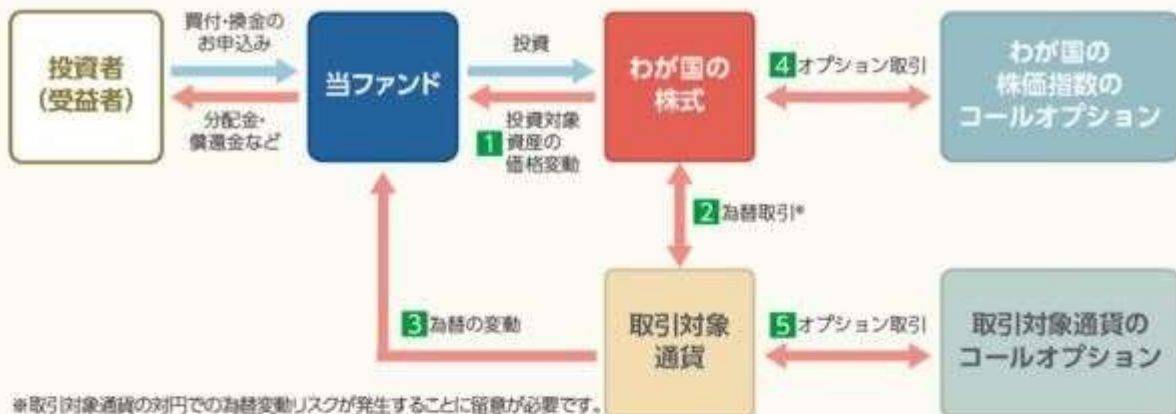 買付・換金の
お申込み
投資者
(受益者)
分配金・
償還金など
当ファンド
投資
1 投資対象
資産の
価格変動
わが国の
株式
4 オプション取引
わが国の
株価指数の
コールオプション
2 為替取引*
3 為替の変動
取引対象
通貨
5 オプション取引
取引対象通貨の
コールオプション
※取引対象通貨の対円での為替変動リスクが発生することに留意が必要です。